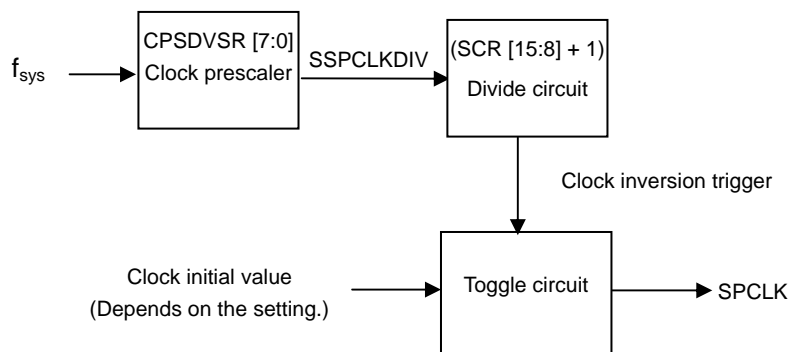 CPSDVSR [7:0]
Clock prescaler
f_sys
SSPCLKDIV
(SCR [15:8] + 1)
Divide circuit
Clock inversion trigger
Clock initial value
(Depends on the setting.)
Toggle circuit
SPCLK